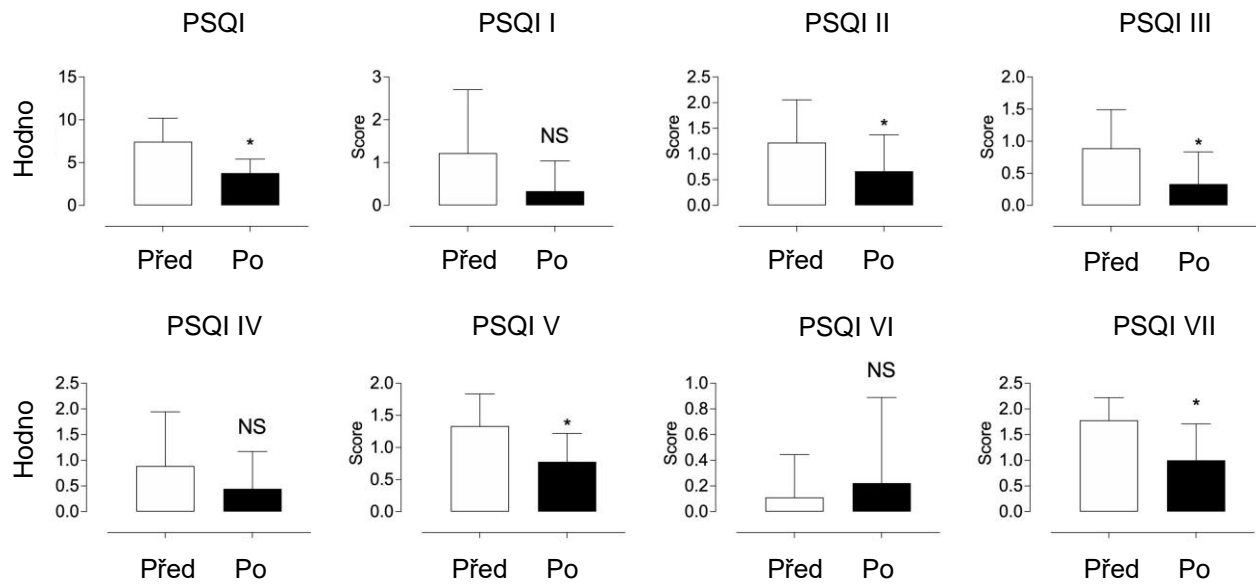 PSQI
PSQI I
PSQI II
PSQI III
Hodno
15
10
5
0
*
Před
Po
Score
3
2
1
0
NS
Před
Po
Score
2.5
2.0
1.5
1.0
0.5
0.0
*
Před
Po
Score
2.0
1.5
1.0
0.5
0.0
*
Před
Po
PSQI IV
PSQI V
PSQI VI
PSQI VII
Hodno
2.5
2.0
1.5
1.0
0.5
0.0
NS
Před
Po
Score
2.0
1.5
1.0
0.5
0.0
*
Před
Po
Score
1.0
0.8
0.6
0.4
0.2
0.0
NS
Před
Po
Score
2.5
2.0
1.5
1.0
0.5
0.0
*
Před
Po